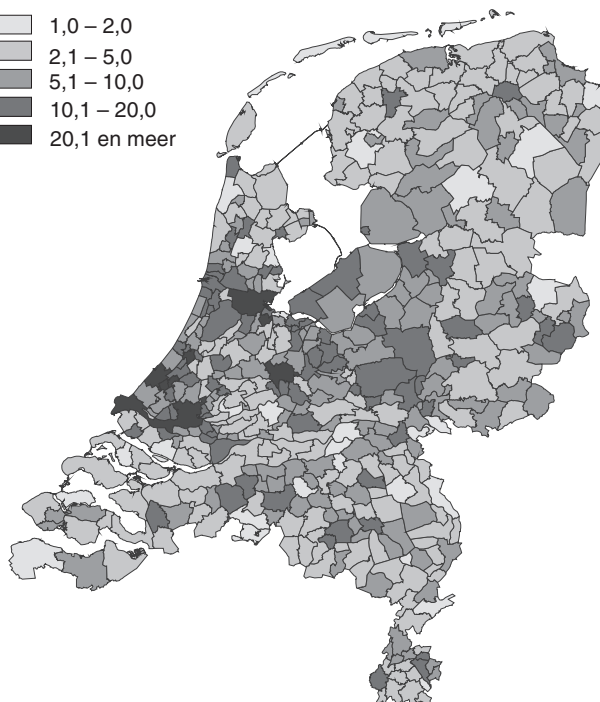 1,0 – 2,0
2,1 – 5,0
5,1 – 10,0
10,1 – 20,0
20,1 en meer